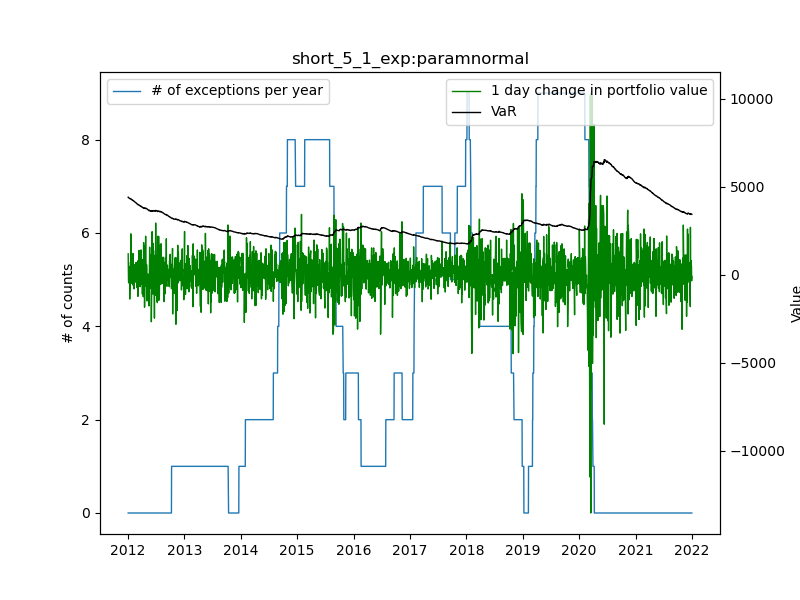 short_5_1_exp:paramnormal
# of exceptions per year
1 day change in portfolio value
VaR
8
6
4
2
0
# of counts
10000
5000
0
−5000
−10000
Value
2012 2013 2014 2015 2016 2017 2018 2019 2020 2021 2022